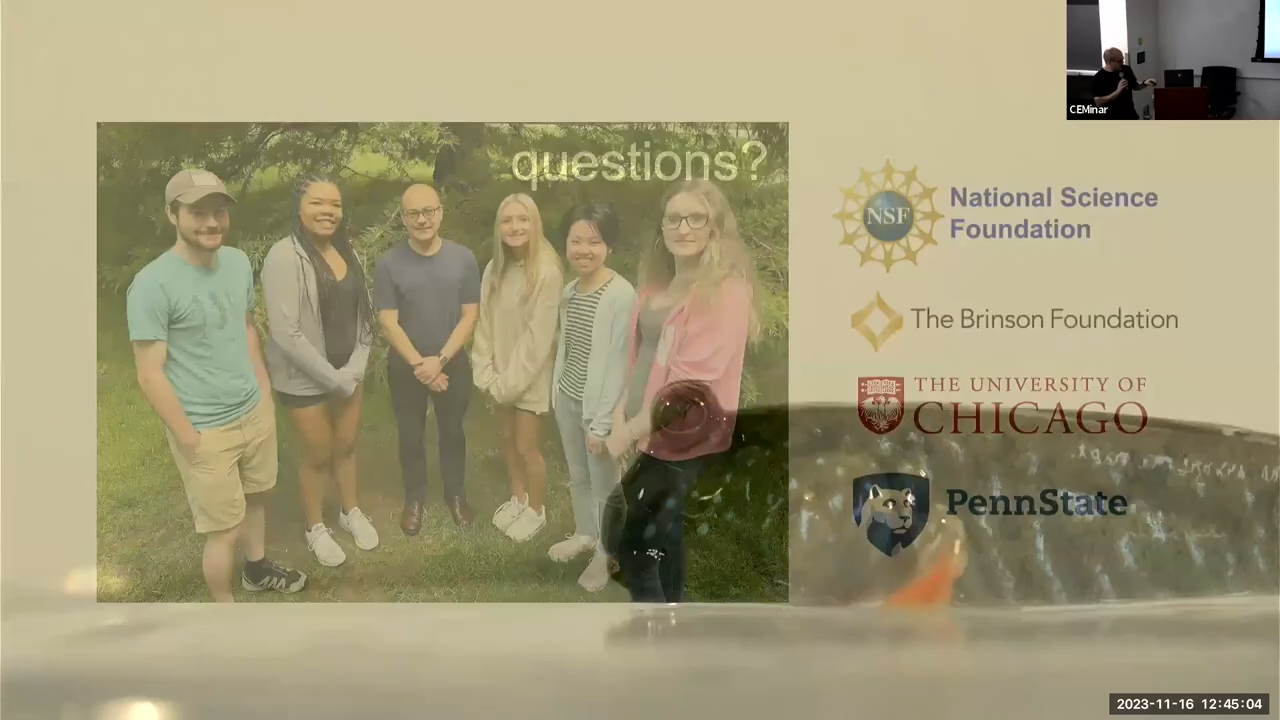 questions?
CEMinar
NSF
National Science
Foundation
The Brinson Foundation
THE UNIVERSITY OF
CHICAGO
PennState
2023-11-16 12:45:04